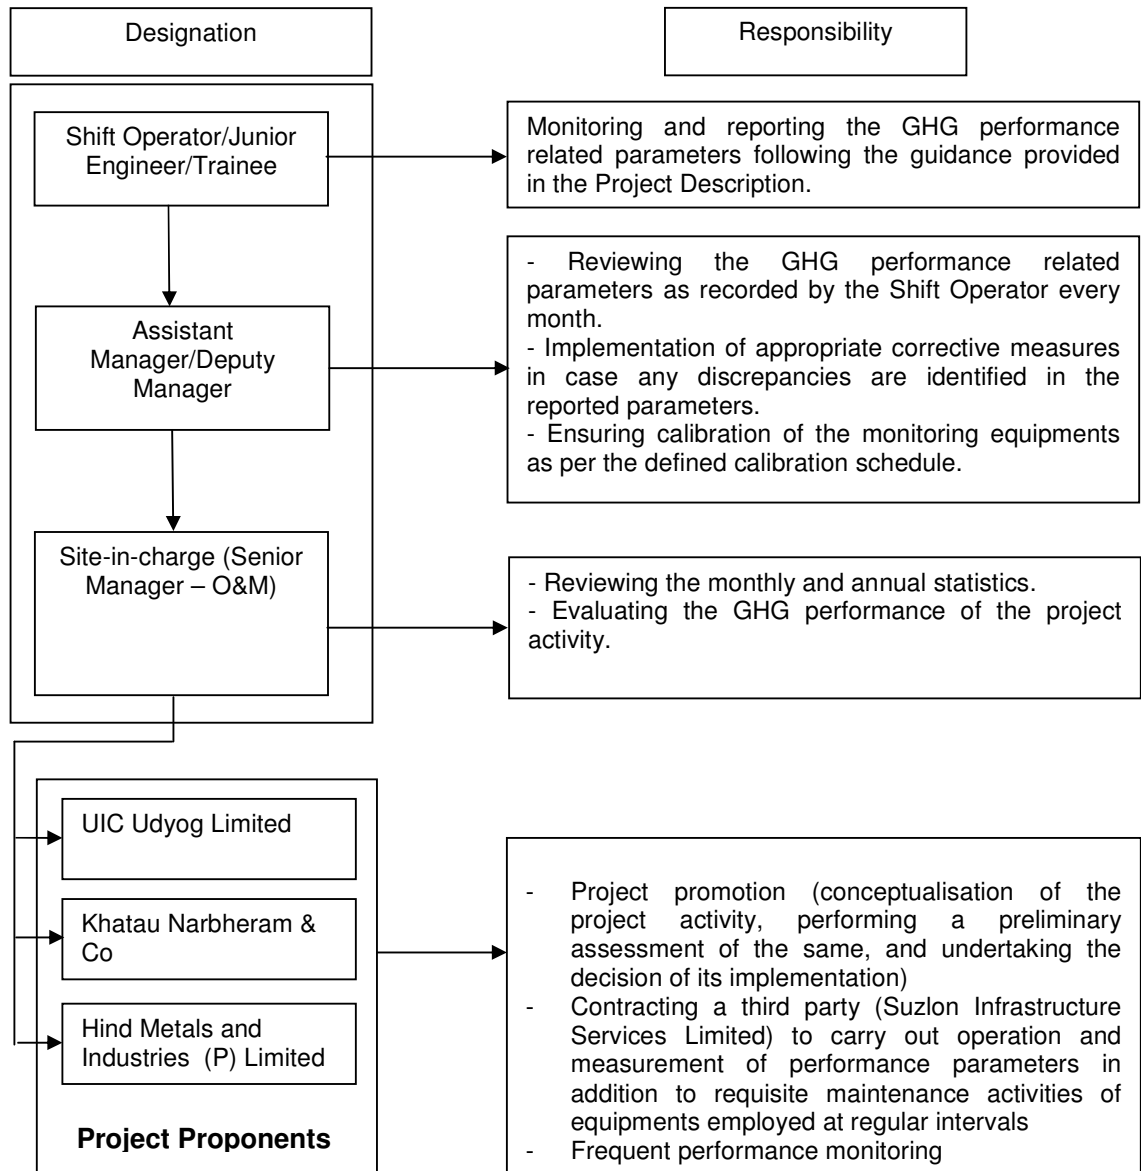 Designation
Responsibility
Shift Operator/Junior
Engineer/Trainee
Monitoring and reporting the GHG performance
related parameters following the guidance provided
in the Project Description.
Assistant
Manager/Deputy
Manager
- Reviewing the GHG performance related
parameters as recorded by the Shift Operator every
month.
- Implementation of appropriate corrective measures
in case any discrepancies are identified in the
reported parameters.
- Ensuring calibration of the monitoring equipments
as per the defined calibration schedule.
Site-in-charge (Senior
Manager – O&M)
- Reviewing the monthly and annual statistics.
- Evaluating the GHG performance of the project
activity.
UIC Udyog Limited
Khatau Narbheram &
Co
Hind Metals and
Industries (P) Limited
Project Proponents
- Project promotion (conceptualisation of the
project activity, performing a preliminary
assessment of the same, and undertaking the
decision of its implementation)
- Contracting a third party (Suzlon Infrastructure
Services Limited) to carry out operation and
measurement of performance parameters in
addition to requisite maintenance activities of
equipments employed at regular intervals
- Frequent performance monitoring